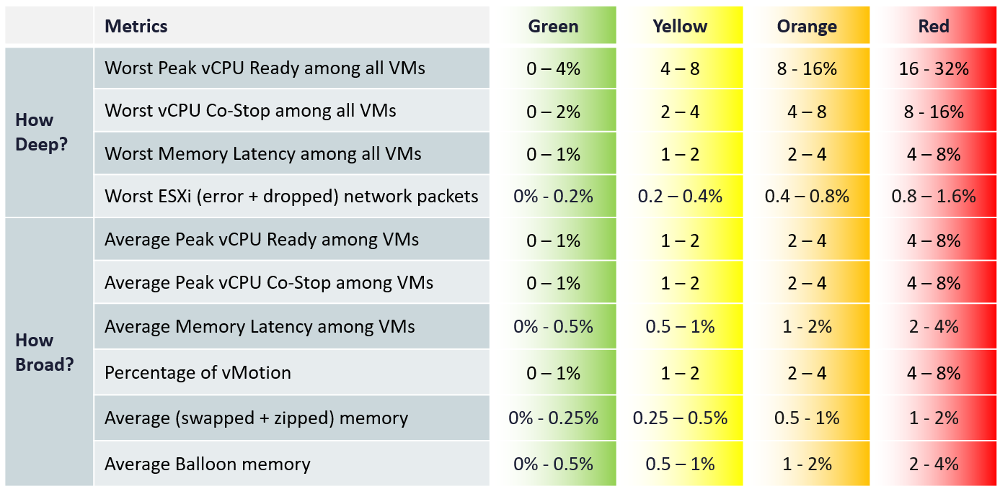 Metrics Green Yellow Orange Red
How Deep?
Worst Peak vCPU Ready among all VMs 0 – 4% 4 – 8 8 - 16% 16 - 32%
Worst vCPU Co-Stop among all VMs 0 – 2% 2 – 4 4 – 8 8 - 16%
Worst Memory Latency among all VMs 0 – 1% 1 – 2 2 – 4 4 – 8%
Worst ESXi (error + dropped) network packets 0% - 0.2% 0.2 – 0.4% 0.4 – 0.8% 0.8 – 1.6%
How Broad?
Average Peak vCPU Ready among VMs 0 – 1% 1 – 2 2 – 4 4 – 8%
Average Peak vCPU Co-Stop among VMs 0 – 1% 1 – 2 2 – 4 4 – 8%
Average Memory Latency among VMs 0% - 0.5% 0.5 – 1% 1 - 2% 2 - 4%
Percentage of vMotion 0 – 1% 1 – 2 2 – 4 4 – 8%
Average (swapped + zipped) memory 0% - 0.25% 0.25 – 0.5% 0.5 - 1% 1 - 2%
Average Balloon memory 0% - 0.5% 0.5 – 1% 1 - 2% 2 - 4%